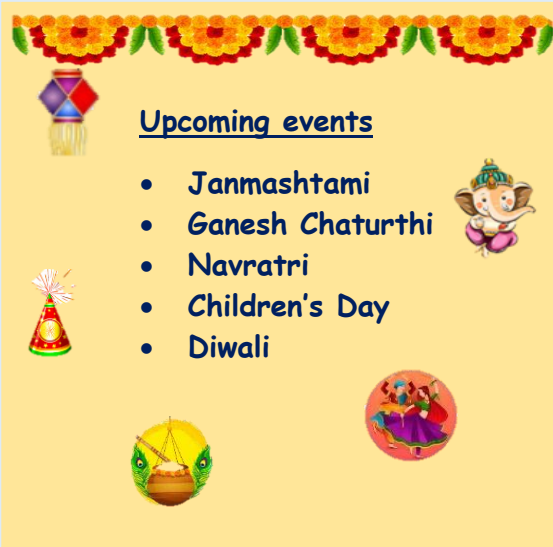 Upcoming events
• Janmashtami
• Ganesh Chaturthi
• Navratri
• Children's Day
• Diwali